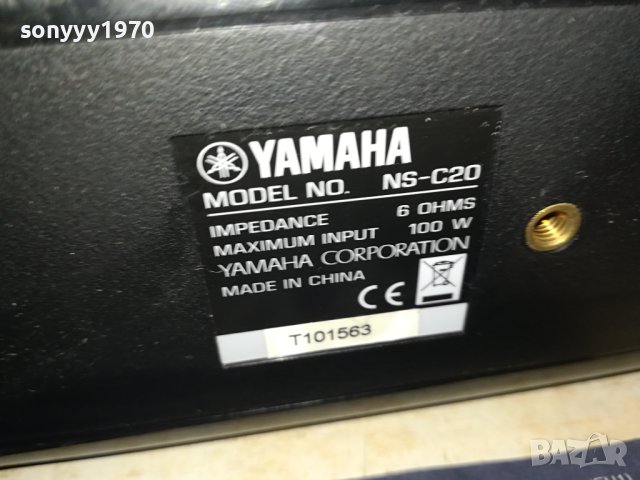 sonyyy1970
YAMAHA
MODEL NO. NS-C20
IMPEDANCE 6 OHMS
MAXIMUM INPUT 100 W
YAMAHA CORPORATION
MADE IN CHINA
CE
T101563
BAZAR